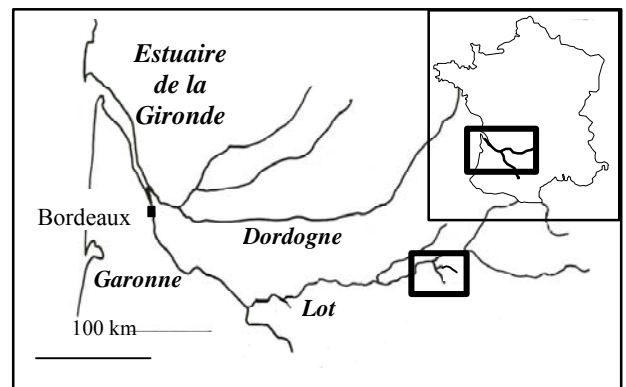 Estuaire
de la
Gironde
Bordeaux
Dordogne
Garonne
Lot
100 km